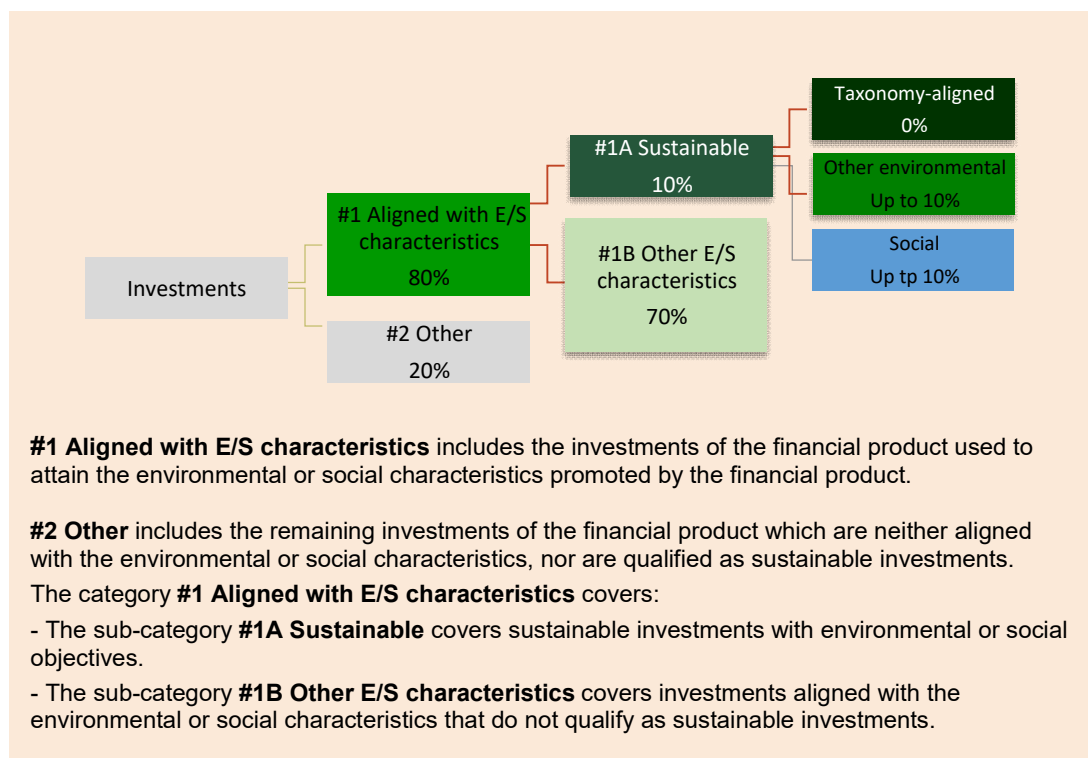 Investments
#1 Aligned with E/S
characteristics
80%
#2 Other
20%
#1A Sustainable
10%
#1B Other E/S
characteristics
70%
Taxonomy-aligned
0%
Other environmental
Up to 10%
Social
Up tp 10%
#1 Aligned with E/S characteristics includes the investments of the financial product used to
attain the environmental or social characteristics promoted by the financial product.
#2 Other includes the remaining investments of the financial product which are neither aligned
with the environmental or social characteristics, nor are qualified as sustainable investments.
The category #1 Aligned with E/S characteristics covers:
- The sub-category #1A Sustainable covers sustainable investments with environmental or social
objectives.
- The sub-category #1B Other E/S characteristics covers investments aligned with the
environmental or social characteristics that do not qualify as sustainable investments.